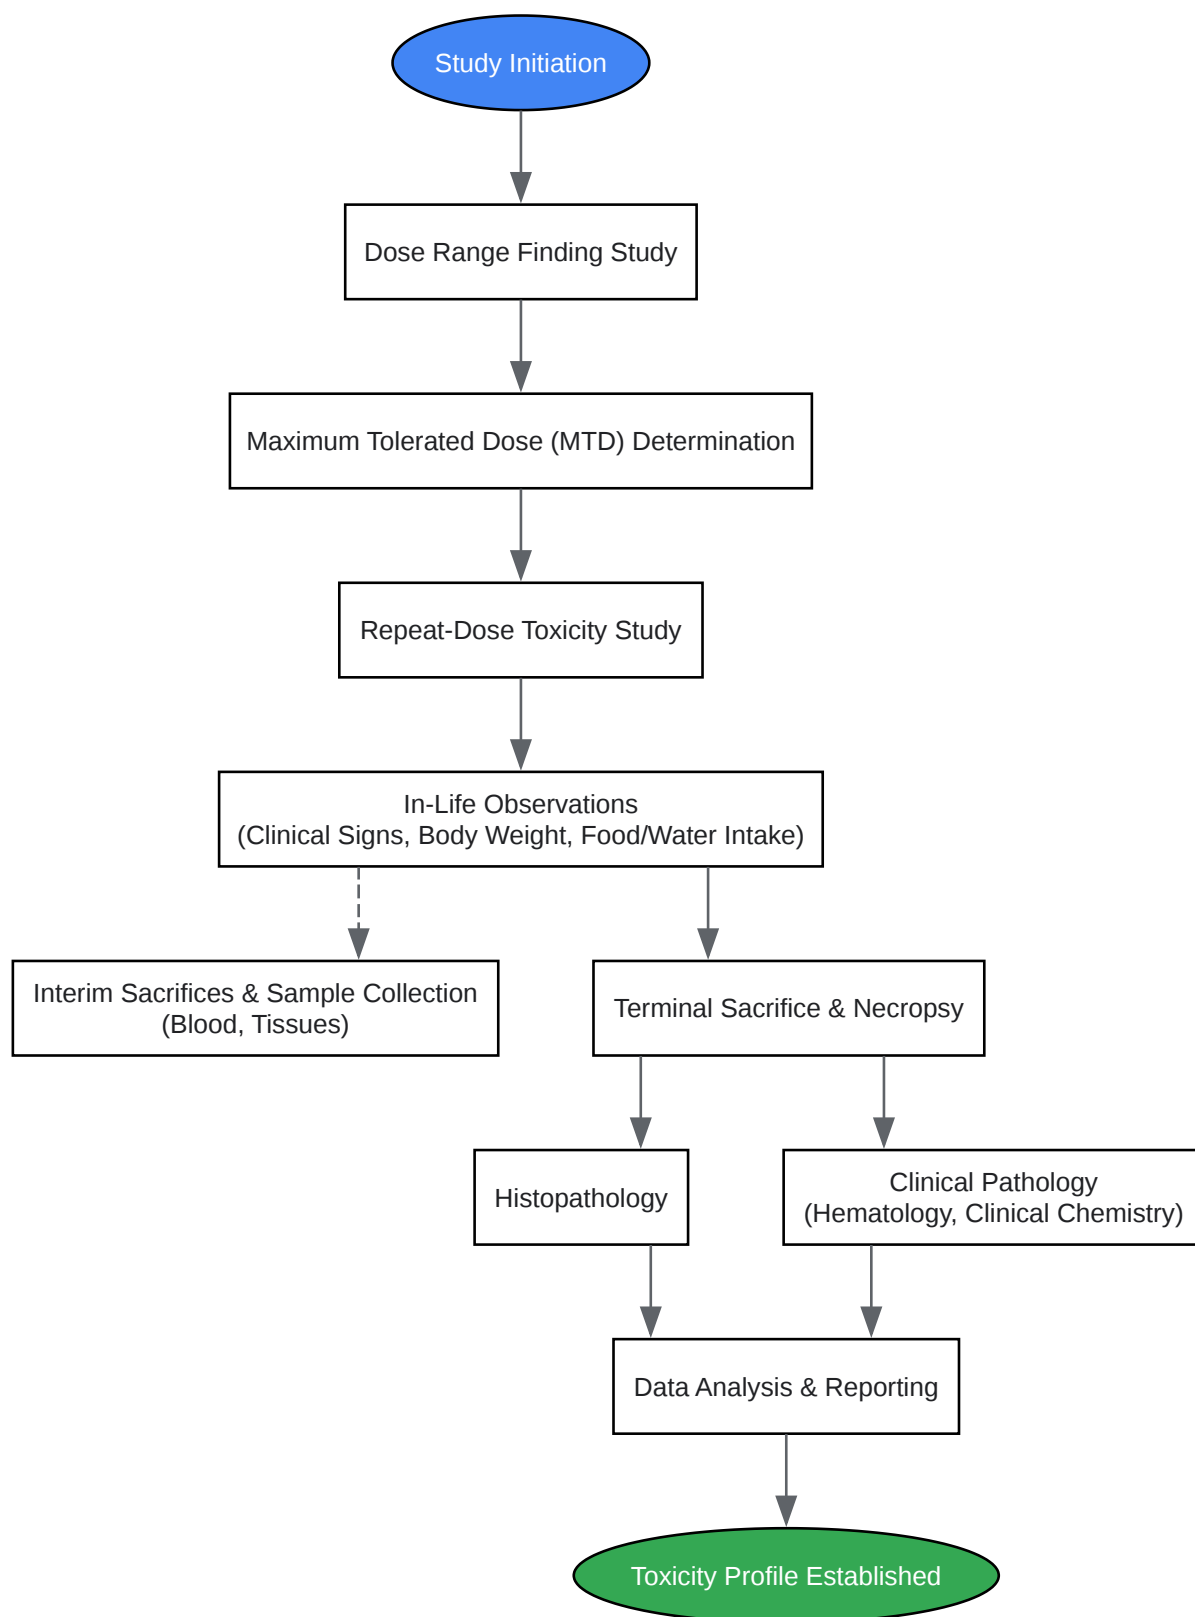 Study Initiation
Dose Range Finding Study
Maximum Tolerated Dose (MTD) Determination
Repeat-Dose Toxicity Study
In-Life Observations
(Clinical Signs, Body Weight, Food/Water Intake)
Interim Sacrifices & Sample Collection
(Blood, Tissues)
Terminal Sacrifice & Necropsy
Histopathology
Clinical Pathology
(Hematology, Clinical Chemistry)
Data Analysis & Reporting
Toxicity Profile Established